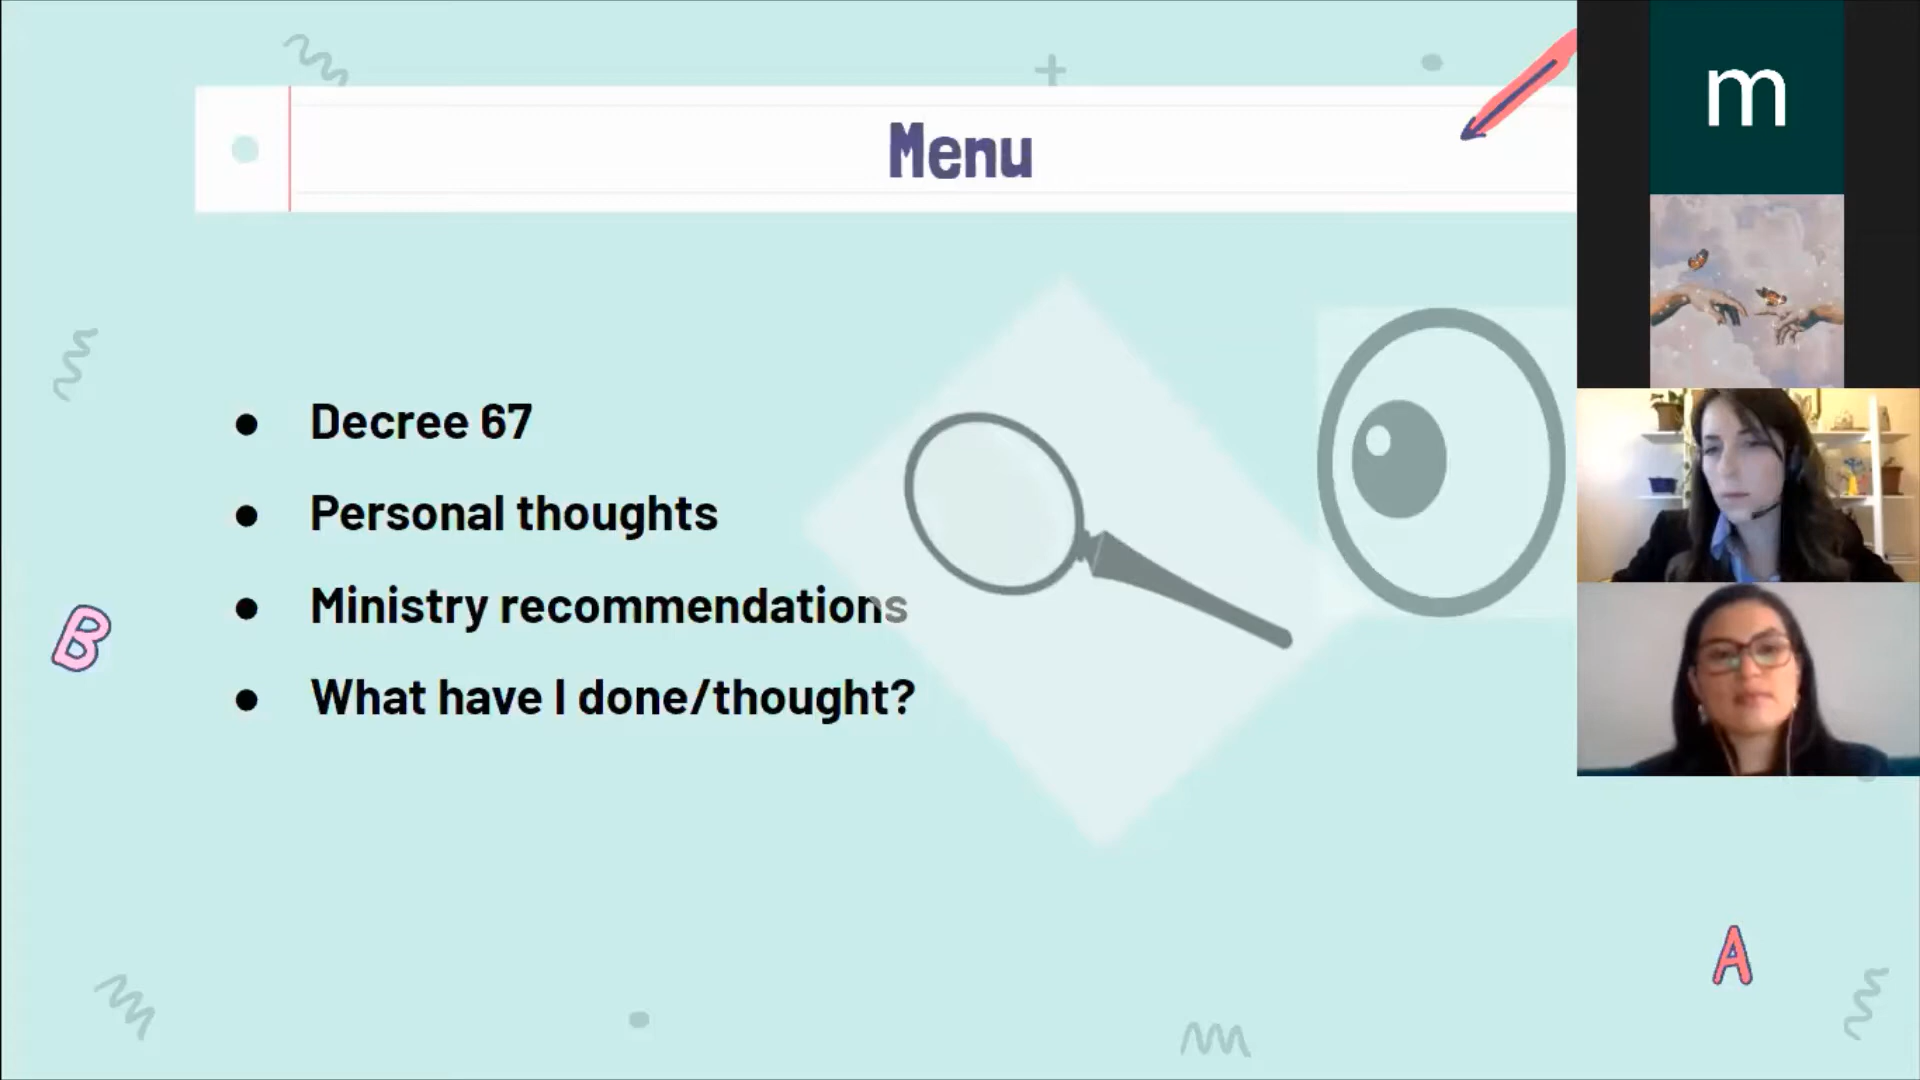 Menu
m
Decree 67
Personal thoughts
Ministry recommendations
What have I done/thought?
B
A